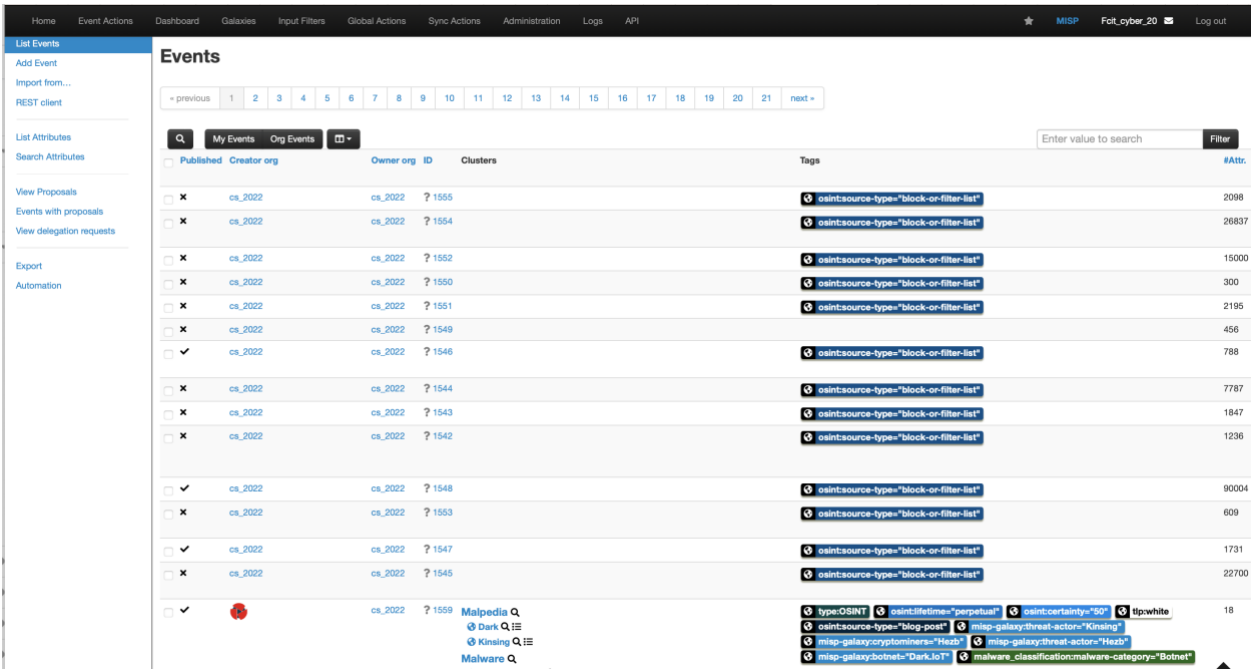 Home Event Actions Dashboard Galaxies Input Filters Global Actions Sync Actions Administration Logs API MISP Fcit_cyber_20 Log out
List Events
Add Event
Import from...
REST client
List Attributes
Search Attributes
View Proposals
Events with proposals
View delegation requests
Export
Automation
Events
« previous 1 2 3 4 5 6 7 8 9 10 11 12 13 14 15 16 17 18 19 20 21 next »
My Events Org Events Enter value to search Filter
Published Creator org Owner org ID Clusters Tags #Attr.
cs_2022 cs_2022 ? 1555 osint:source-type="block-or-filter-list" 2098
cs_2022 cs_2022 ? 1554 osint:source-type="block-or-filter-list" 26837
cs_2022 cs_2022 ? 1552 osint:source-type="block-or-filter-list" 15000
cs_2022 cs_2022 ? 1550 osint:source-type="block-or-filter-list" 300
cs_2022 cs_2022 ? 1551 osint:source-type="block-or-filter-list" 2195
cs_2022 cs_2022 ? 1549 456
cs_2022 cs_2022 ? 1546 osint:source-type="block-or-filter-list" 788
cs_2022 cs_2022 ? 1544 osint:source-type="block-or-filter-list" 7787
cs_2022 cs_2022 ? 1543 osint:source-type="block-or-filter-list" 1847
cs_2022 cs_2022 ? 1542 osint:source-type="block-or-filter-list" 1236
cs_2022 cs_2022 ? 1548 osint:source-type="block-or-filter-list" 90004
cs_2022 cs_2022 ? 1553 osint:source-type="block-or-filter-list" 609
cs_2022 cs_2022 ? 1547 osint:source-type="block-or-filter-list" 1731
cs_2022 cs_2022 ? 1545 osint:source-type="block-or-filter-list" 22700
cs_2022 ? 1559 Malpedia type:OSINT osint:lifetime="perpetual" osint:certainty="50" tlp:white 18
Dark osint:source-type="blog-post" misp-galaxy:threat-actor="Kinsing"
Kinsing misp-galaxy:cryptominers="Hezb" misp-galaxy:threat-actor="Hezb"
Malware misp-galaxy:botnet="Dark.IoT" malware_classification:malware-category="Botnet"